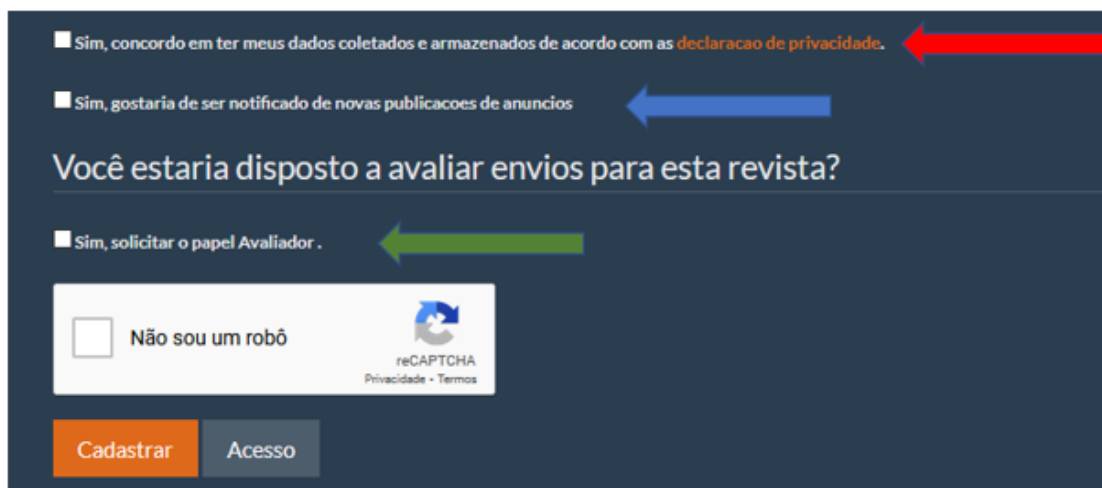 Sim, concordo em ter meus dados coletados e armazenados de acordo com as declaracao de privacidade.
Sim, gostaria de ser notificado de novas publicacoes de anuncios
Você estaria disposto a avaliar envios para esta revista?
Sim, solicitar o papel Avaliador .
Não sou um robô
reCAPTCHA
Privacidade - Termos
Cadastrar Acesso